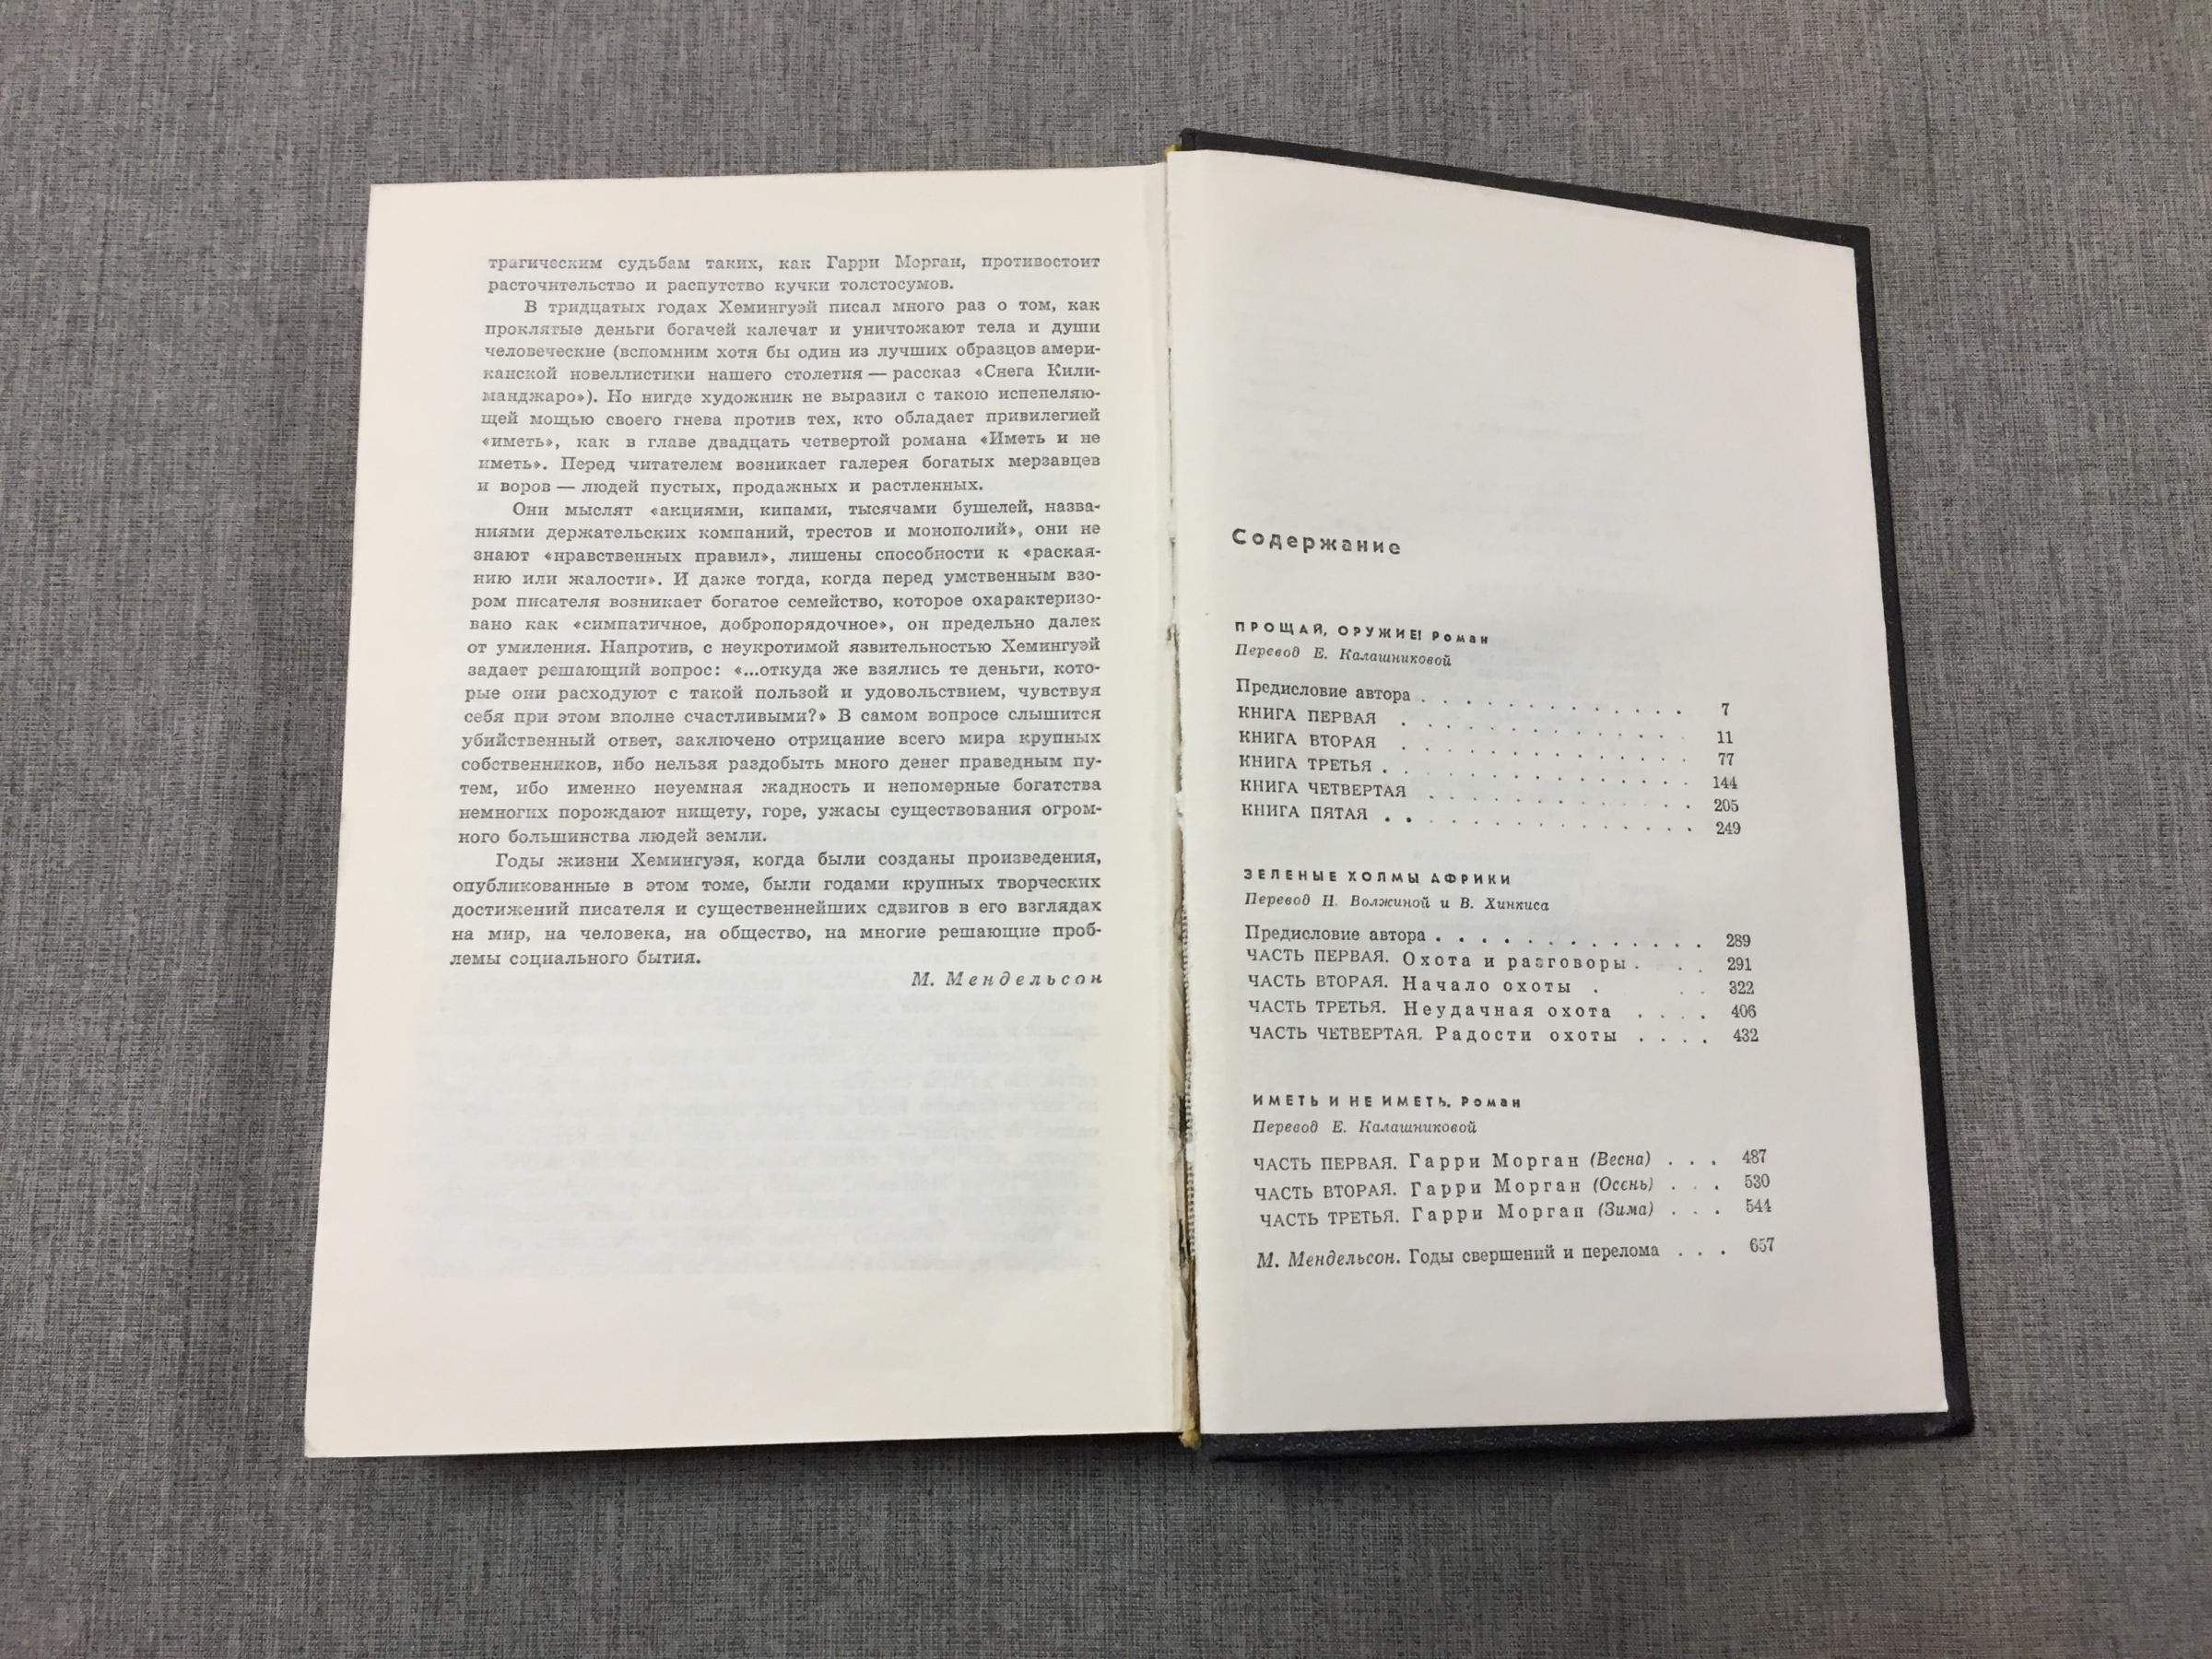 трагическим судьбам таких, как Гарри Морган, противостоит
расточительство и распутство кучки толстосумов.
В тридцатых годах Хемингуэй писал много раз о том, как
проклятые деньги богачей калечат и уничтожают тела и души
человеческие (вспомним хотя бы один из лучших образцов амери-
канской новеллистики нашего столетия — рассказ «Снега Кили-
манджаро»). Но нигде художник не выразил с такою испепеляю-
щей мощью своего гнева против тех, кто обладает привилегией
«иметь», как в главе двадцать четвертой романа «Иметь и не
иметь». Перед читателем возникает галерея богатых мерзавцев
и воров — людей пустых, продажных и растленных.
Они мыслят «акциями, кипами, тысячами бушелей, назва-
ниями держательских компаний, трестов и монополий», они не
знают «нравственных правил», лишены способности к «раская-
нию или жалости». И даже тогда, когда перед умственным взо-
ром писателя возникает богатое семейство, которое охарактеризо-
вано как «симпатичное, добропорядочное», он предельно далек
от умиления. Напротив, с неукротимой язвительностью Хемингуэй
задает решающий вопрос: «...откуда же взялись те деньги, кото-
рые они расходуют с такой пользой и удовольствием, чувствуя
себя при этом вполне счастливыми?» В самом вопросе слышится
убийственный ответ, заключено отрицание всего мира крупных
собственников, ибо нельзя раздобыть много денег праведным пу-
тем, ибо именно неуемная жадность и непомерные богатства
немногих порождают нищету, горе, ужасы существования огром-
ного большинства людей земли.
Годы жизни Хемингуэя, когда были созданы произведения,
опубликованные в этом томе, были годами крупных творческих
достижений писателя и существеннейших сдвигов в его взглядах
на мир, на человека, на общество, на многие решающие проб-
лемы социального бытия.
М. Мендельсон
Содержание
ПРОЩАЙ, ОРУЖИЕ! Роман
Перевод Е. Калашниковой
Предисловие автора . . . . . . . . . . . . . 7
КНИГА ПЕРВАЯ . . . . . . . . . . . . . 11
КНИГА ВТОРАЯ . . . . . . . . . . . . . 77
КНИГА ТРЕТЬЯ . . . . . . . . . . . . . 144
КНИГА ЧЕТВЕРТАЯ . . . . . . . . . . . . 205
КНИГА ПЯТАЯ . . . . . . . . . . . . . 249
ЗЕЛЕНЫЕ ХОЛМЫ АФРИКИ
Перевод Н. Волжиной и В. Хинкиса
Предисловие автора . . . . . . . . . . . . . 289
ЧАСТЬ ПЕРВАЯ. Охота и разговоры . . . 291
ЧАСТЬ ВТОРАЯ. Начало охоты . . . 322
ЧАСТЬ ТРЕТЬЯ. Неудачная охота . . . . 406
ЧАСТЬ ЧЕТВЕРТАЯ. Радости охоты . . . . 432
ИМЕТЬ И НЕ ИМЕТЬ. Роман
Перевод Е. Калашниковой
ЧАСТЬ ПЕРВАЯ. Гарри Морган (Весна) . . . 487
ЧАСТЬ ВТОРАЯ. Гарри Морган (Осень) . . . 530
ЧАСТЬ ТРЕТЬЯ. Гарри Морган (Зима) . . . 544
М. Мендельсон. Годы свершений и перелома . . . 657